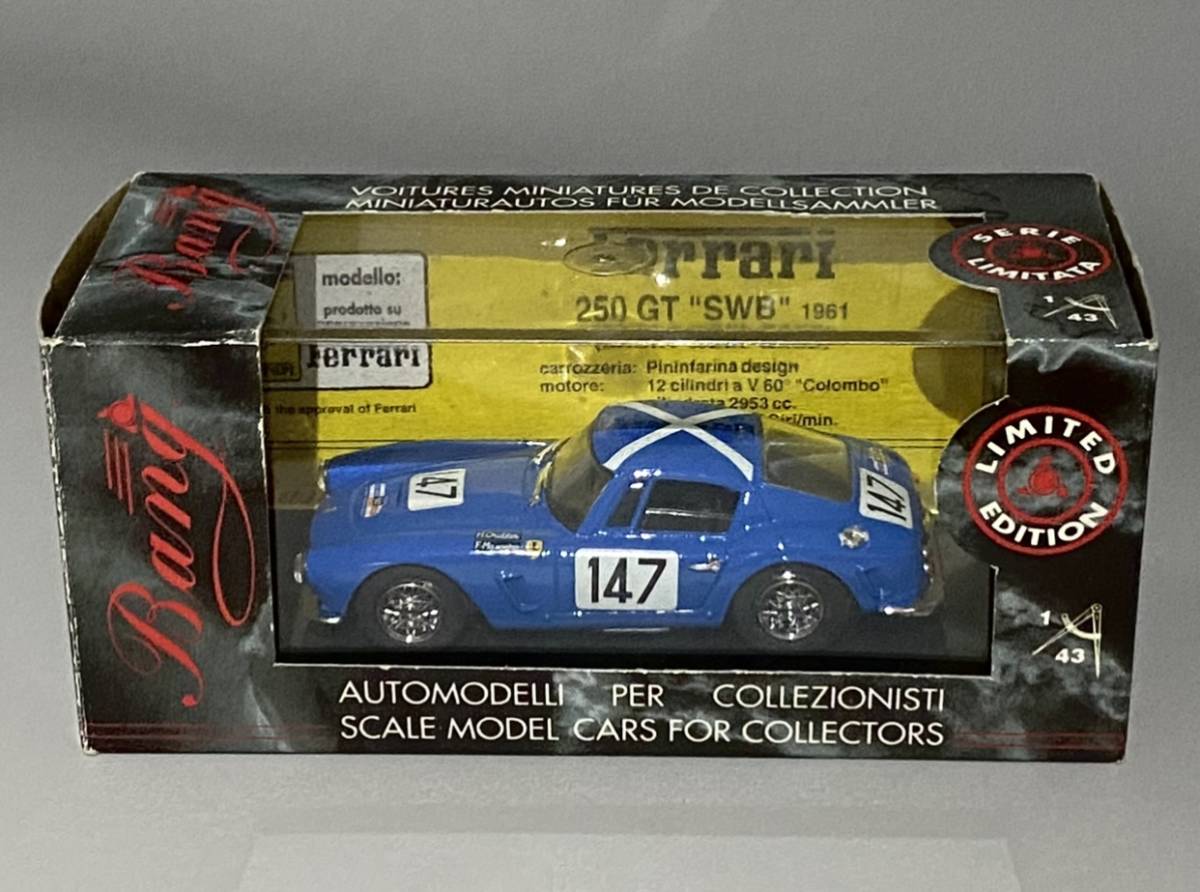 VOITURES MINIATURES DE COLLECTION
MINIATURAUTOS FÜR MODELLSAMMLER
Bang
SERIE LIMITATA
1
43
Ferrari
250 GT "SWB" 1961
modello:
prodotto su
Ferrari
the approval of Ferrari
carrozzeria: Pininfarina design
motore: 12 cilindri a V 60° "Colombo"
2953 cc.
Giri/min.
Bang
147
147
147
LIMITED EDITION
1
43
AUTOMODELLI PER COLLEZIONISTI
SCALE MODEL CARS FOR COLLECTORS